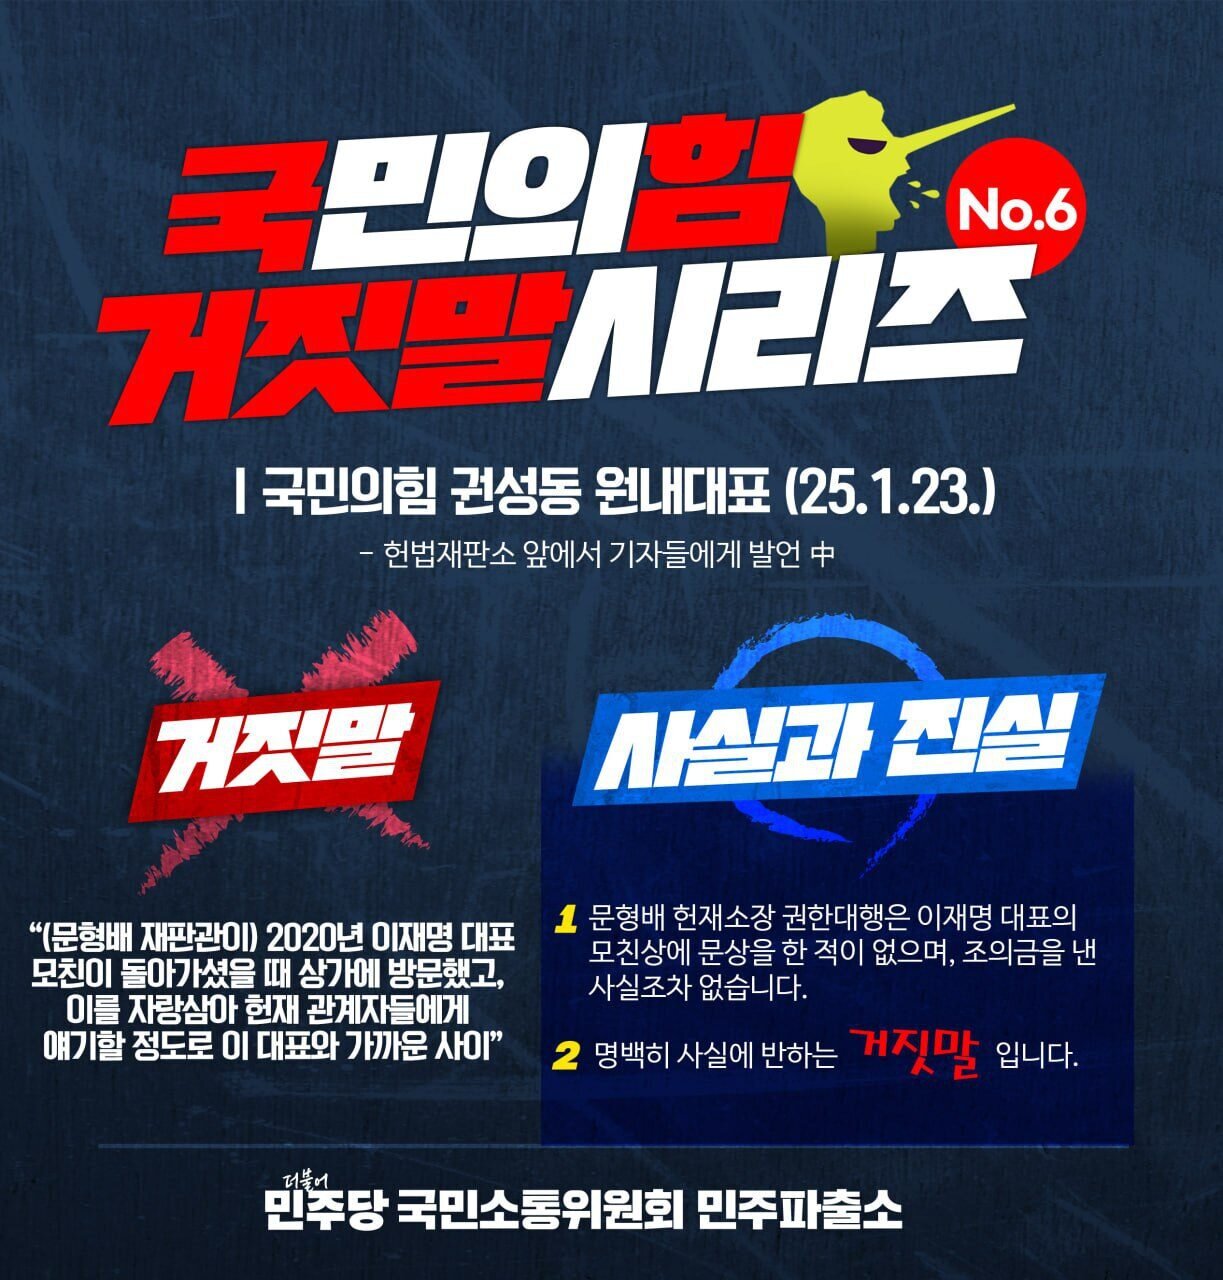 국민의힘
No.6
거짓말시리즈
| 국민의힘 권성동 원내대표 (25.1.23.)
- 헌법재판소 앞에서 기자들에게 발언 中
거짓말
“(문형배 재판관이) 2020년 이재명 대표
모친이 돌아가셨을 때 상가에 방문했고,
이를 자랑삼아 헌재 관계자들에게
얘기할 정도로 이 대표와 가까운 사이”
사실과 진실
1 문형배 헌재소장 권한대행은 이재명 대표의
모친상에 문상을 한 적이 없으며, 조의금을 낸
사실조차 없습니다.
2 명백히 사실에 반하는 거짓말 입니다.
더불어
민주당 국민소통위원회 민주파출소